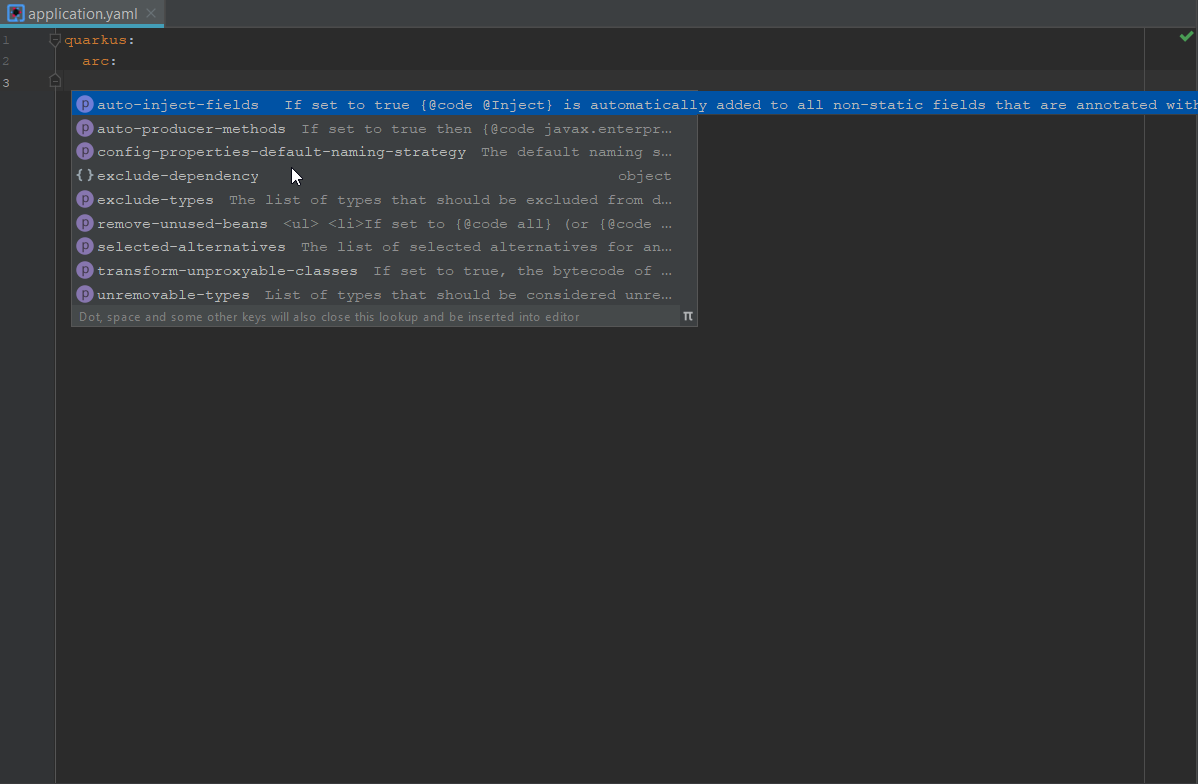 application.yaml
1 quarkus:
2 arc:
3
p auto-inject-fields If set to true {@code @Inject} is automatically added to all non-static fields that are annotated with
p auto-producer-methods If set to true then {@code javax.enterpr...
p config-properties-default-naming-strategy The default naming s...
{} exclude-dependency object
p exclude-types The list of types that should be excluded from d...
p remove-unused-beans <ul> <li>If set to {@code all} (or {@code ...
p selected-alternatives The list of selected alternatives for an...
p transform-unproxyable-classes If set to true, the bytecode of ...
p unremovable-types List of types that should be considered unre...
Dot, space and some other keys will also close this lookup and be inserted into editor π